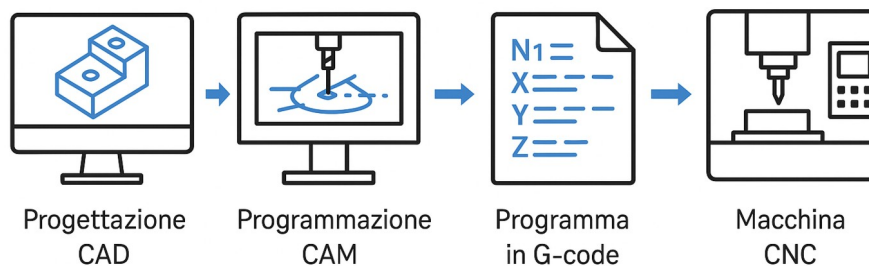 N1
X
Y
Z
Progettazione
CAD
Programmazione
CAM
Programma
in G-code
Macchina
CNC